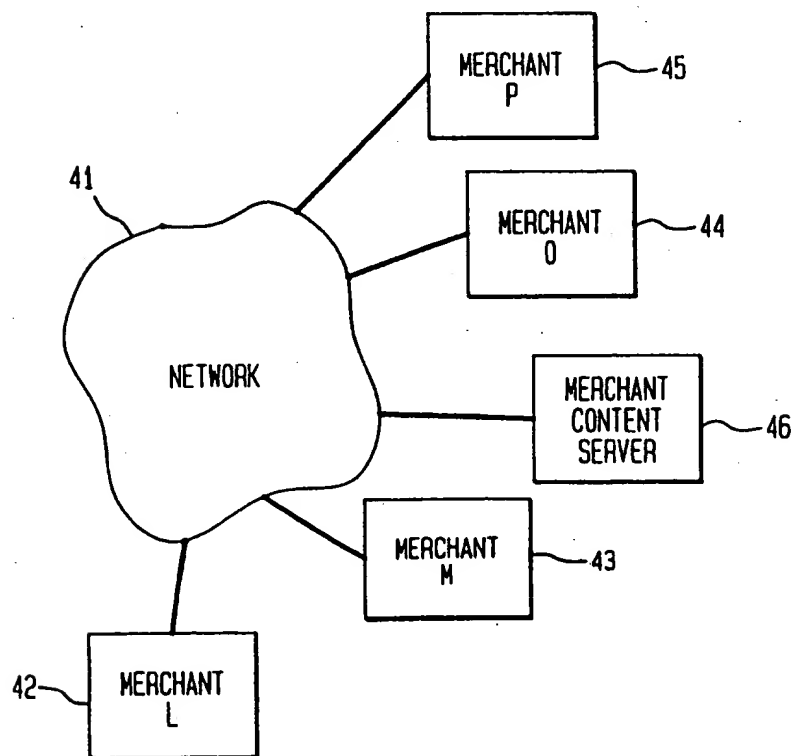 MERCHANT
P
45
41
MERCHANT
O
44
NETWORK
MERCHANT
CONTENT
SERVER
46
MERCHANT
M
43
42
MERCHANT
L